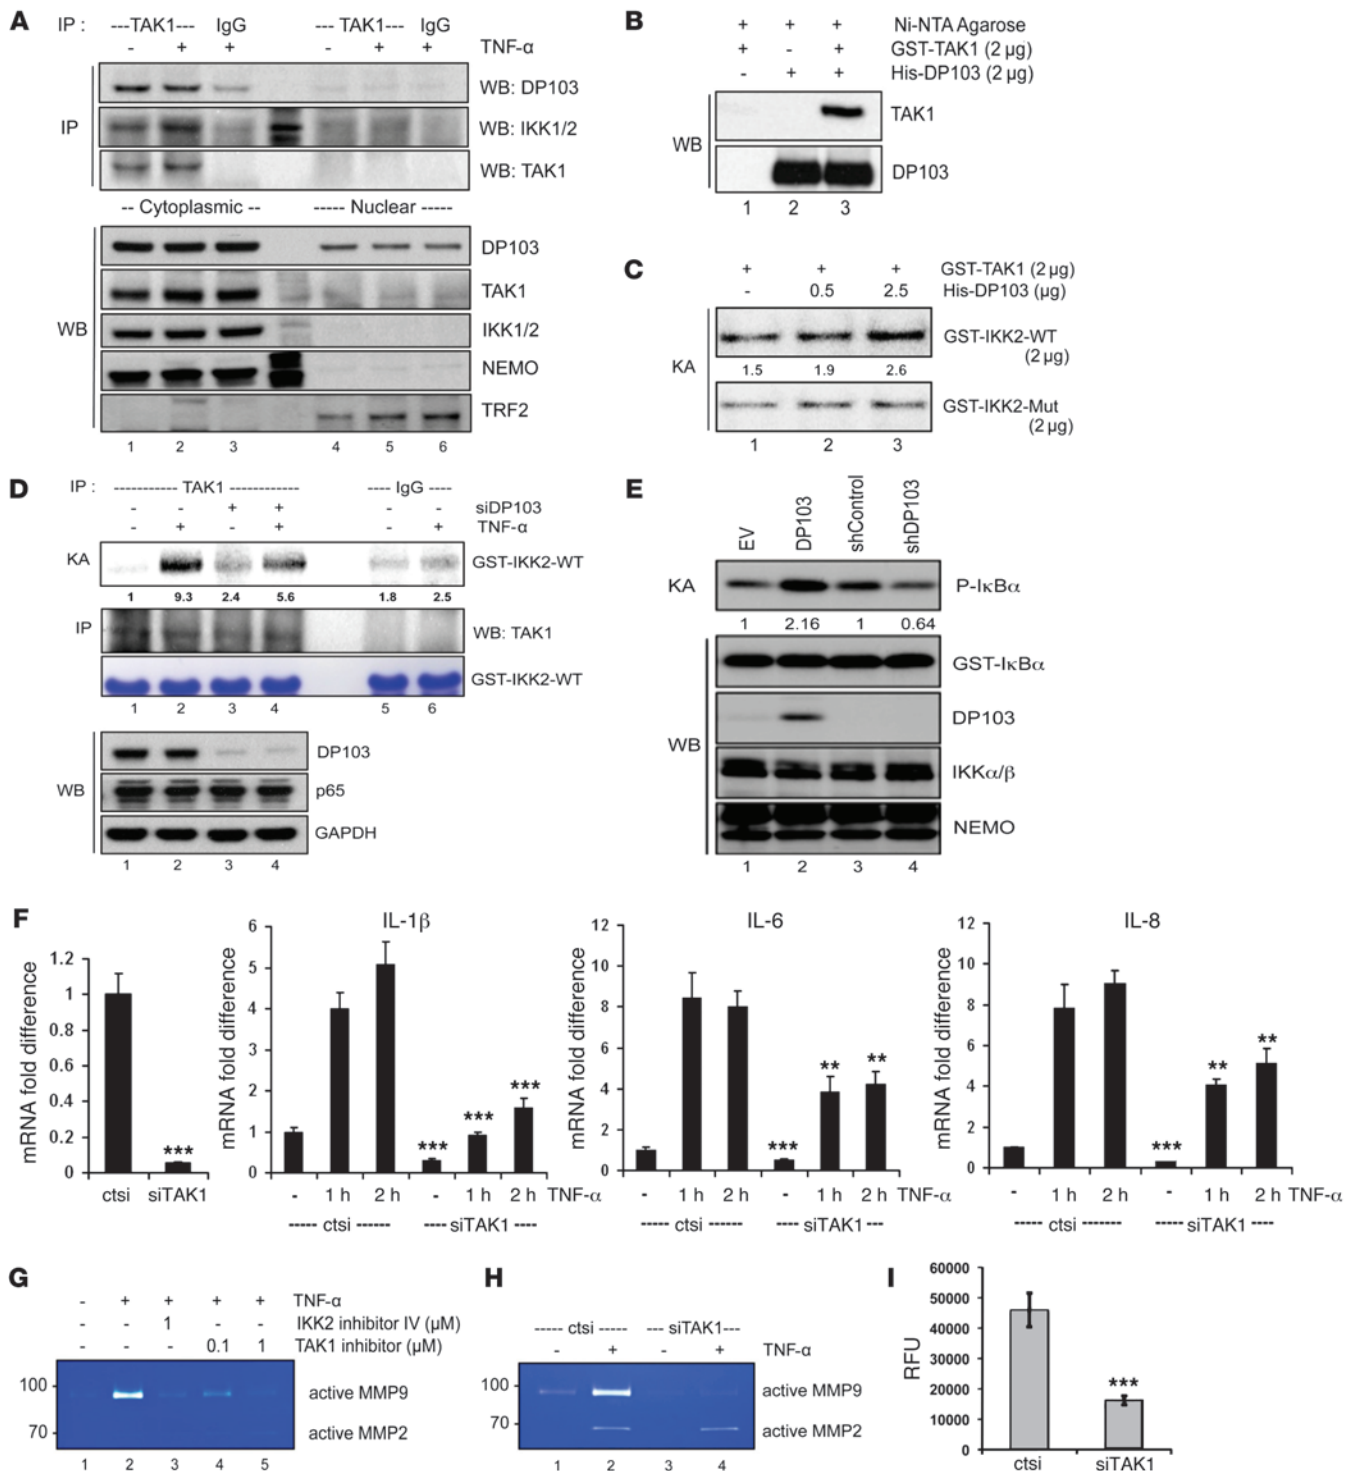 A
IP : ---TAK1--- IgG --- TAK1--- IgG
- + + - + + TNF-α
IP
WB: DP103
WB: IKK1/2
WB: TAK1
-- Cytoplasmic -- ----- Nuclear -----
WB
DP103
TAK1
IKK1/2
NEMO
TRF2
1 2 3 4 5 6
B
+ + + Ni-NTA Agarose
+ - + GST-TAK1 (2 µg)
- + + His-DP103 (2 µg)
WB
TAK1
DP103
1 2 3
C
+ + + GST-TAK1 (2 µg)
- 0.5 2.5 His-DP103 (µg)
KA
GST-IKK2-WT
(2 µg)
1.5 1.9 2.6
GST-IKK2-Mut
(2 µg)
1 2 3
D
IP : ----------- TAK1 ----------- ---- IgG ----
- - + + siDP103
- + - + - + TNF-α
KA GST-IKK2-WT
1 9.3 2.4 5.6 1.8 2.5
IP WB: TAK1
GST-IKK2-WT
1 2 3 4 5 6
WB
DP103
p65
GAPDH
1 2 3 4
E
EV DP103 shControl shDP103
KA P-IκBα
1 2.16 1 0.64
WB
GST-IκBα
DP103
IKKα/β
NEMO
1 2 3 4
F
mRNA fold difference
1.2
1
0.8
0.6
0.4
0.2
0
***
ctsi siTAK1
IL-1β
mRNA fold difference
6
5
4
3
2
1
0
*** *** ***
- 1 h 2 h - 1 h 2 h TNF-α
----- ctsi ------ ----siTAK1 ----
IL-6
mRNA fold difference
12
10
8
6
4
2
0
*** ** **
- 1 h 2 h - 1 h 2 h TNF-α
----- ctsi ------ ---- siTAK1 ---
IL-8
mRNA fold difference
12
10
8
6
4
2
0
*** ** **
- 1 h 2 h - 1 h 2 h TNF-α
----- ctsi ------- ---- siTAK1 ----
G
- + + + + TNF-α
- - 1 - - IKK2 inhibitor IV (µM)
- - - 0.1 1 TAK1 inhibitor (µM)
100 active MMP9
70 active MMP2
1 2 3 4 5
H
----- ctsi ----- --- siTAK1---
- + - + TNF-α
100 active MMP9
70 active MMP2
1 2 3 4
I
RFU
60000
50000
40000
30000
20000
10000
0
***
ctsi siTAK1